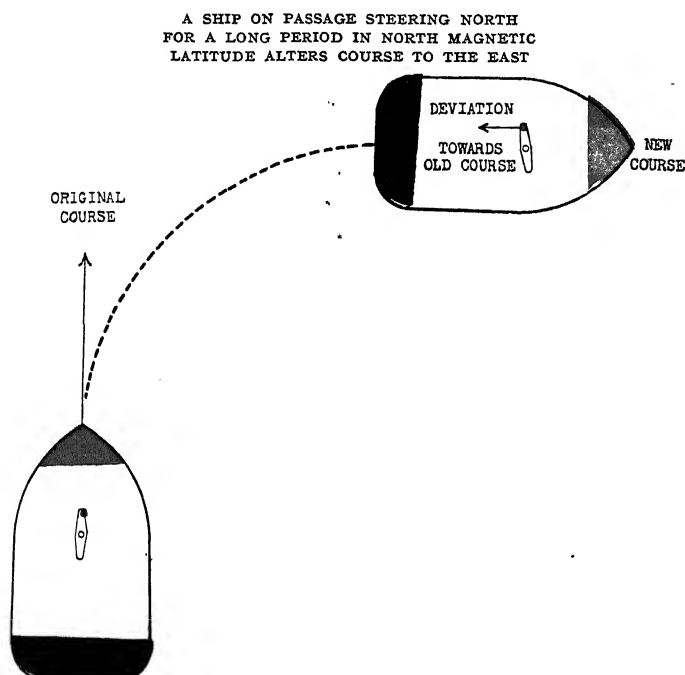 A SHIP ON PASSAGE STEERING NORTH
FOR A LONG PERIOD IN NORTH MAGNETIC
LATITUDE ALTERS COURSE TO THE EAST
DEVIATION
TOWARDS
OLD COURSE
NEW
COURSE
ORIGINAL
COURSE